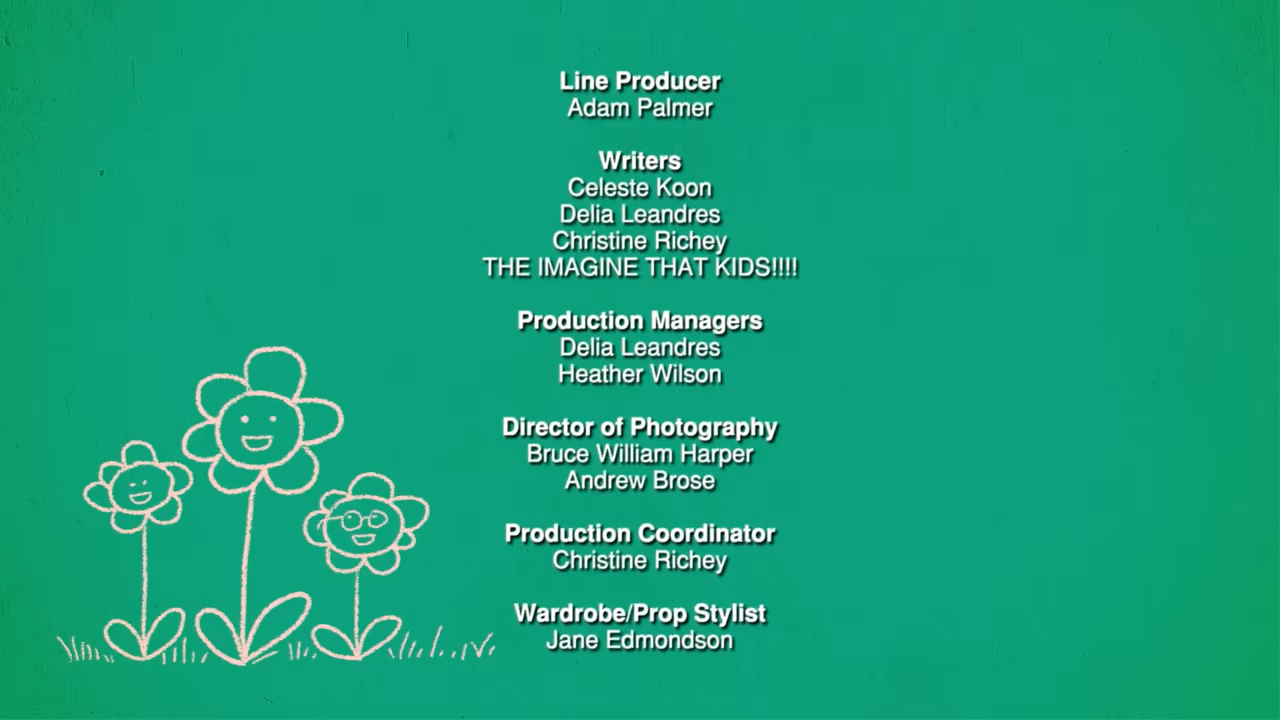 Line Producer
Adam Palmer
Writers
Celeste Koon
Delia Leandres
Christine Richey
THE IMAGINE THAT KIDS!!!!
Production Managers
Delia Leandres
Heather Wilson
Director of Photography
Bruce William Harper
Andrew Brose
Production Coordinator
Christine Richey
Wardrobe/Prop Stylist
Jane Edmondson